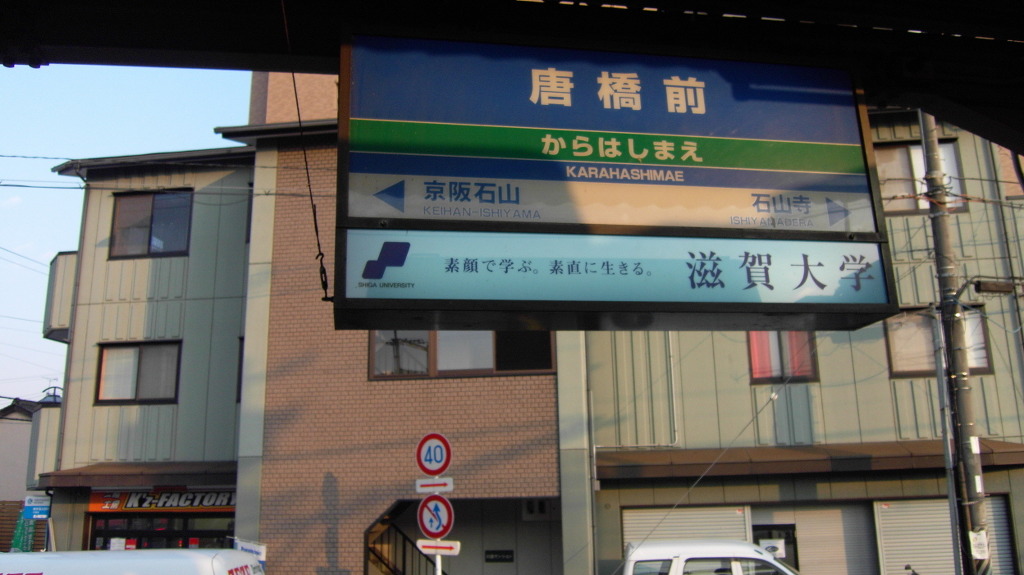 唐橋前
からはしまえ
KARAHASHIMAE
京阪石山
KEIHAN-ISHIYAMA
石山寺
ISHIYAMADERA
SHIGA UNIVERSITY
素顔で学ぶ。素直に生きる。
滋賀大学
40
K'z-FACTORY